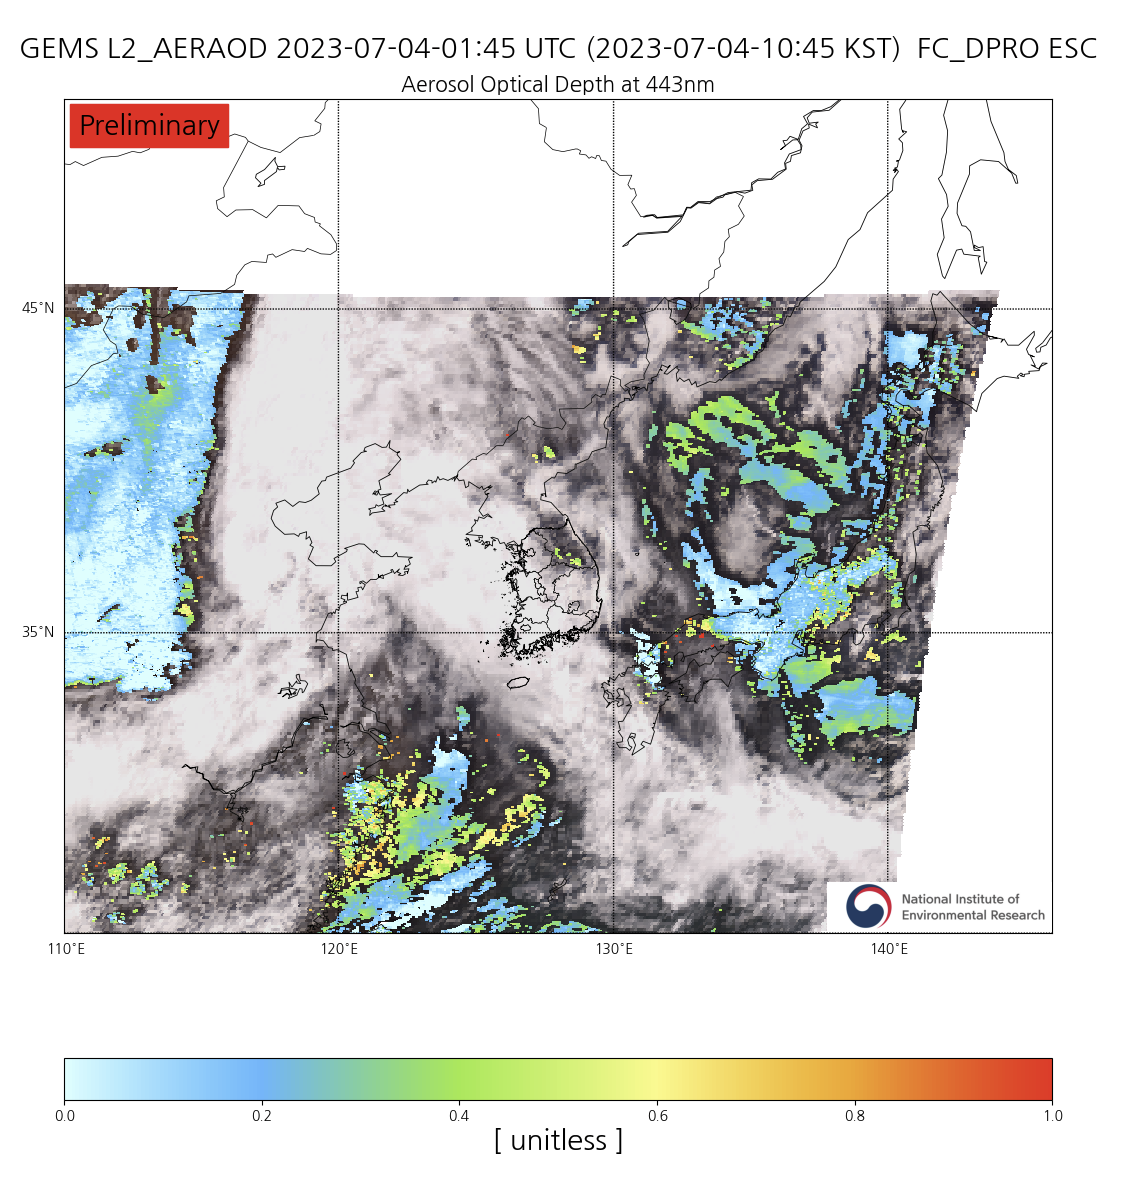 GEMS L2_AERAOD 2023-07-04-01:45 UTC (2023-07-04-10:45 KST) FC_DPRO ESC
Aerosol Optical Depth at 443nm
Preliminary
45°N
35°N
National Institute of
Environmental Research
110°E 120°E 130°E 140°E
0.0 0.2 0.4 0.6 0.8 1.0
[ unitless ]